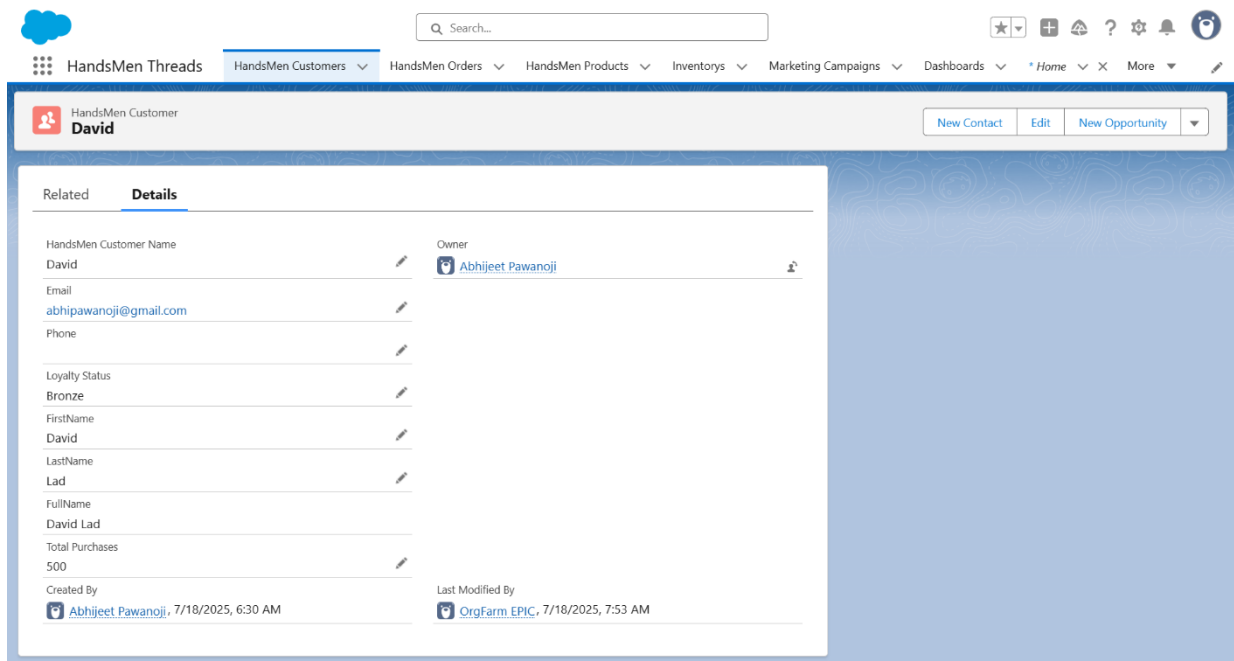 Search...
HandsMen Threads HandsMen Customers HandsMen Orders HandsMen Products Inventorys Marketing Campaigns Dashboards * Home More
HandsMen Customer
David
New Contact Edit New Opportunity
Related Details
HandsMen Customer Name
David
Owner
Abhijeet Pawanoji
Email
abhipawanoji@gmail.com
Phone
Loyalty Status
Bronze
FirstName
David
LastName
Lad
FullName
David Lad
Total Purchases
500
Created By
Abhijeet Pawanoji, 7/18/2025, 6:30 AM
Last Modified By
OrgFarm EPIC, 7/18/2025, 7:53 AM